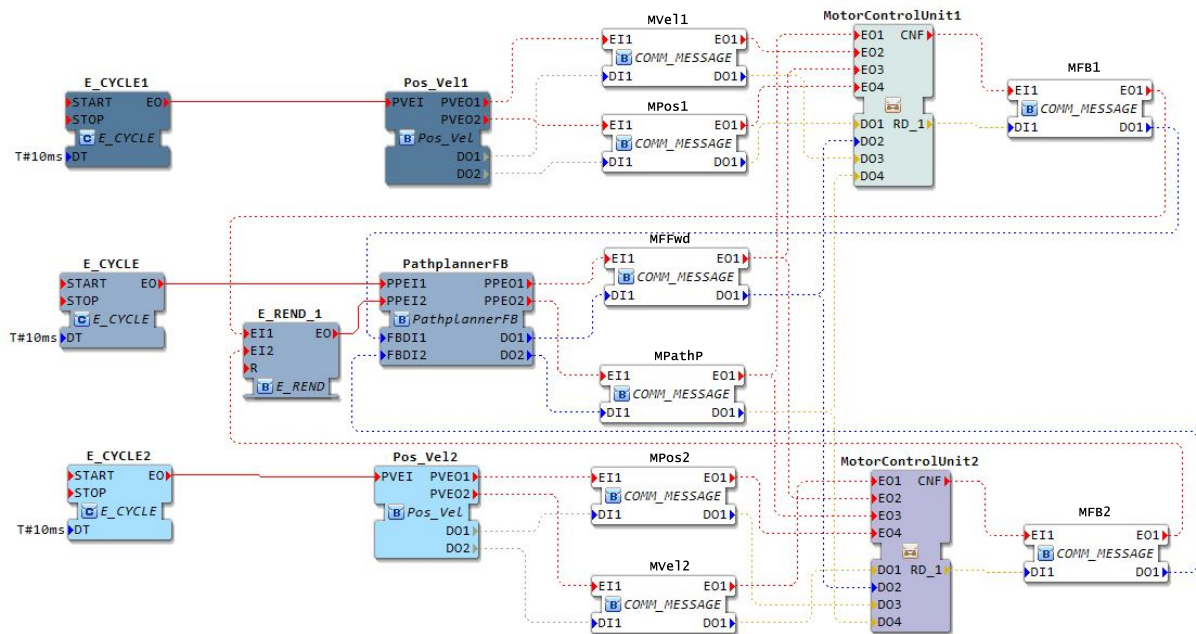 E_CYCLE1
START EO
STOP
E_CYCLE
T#10ms DT
Pos_Vel1
PVEI PVEO1
PVEO2
Pos_Vel
DO1
DO2
MVel1
EI1 EO1
COMM_MESSAGE
DI1 DO1
MPos1
EI1 EO1
COMM_MESSAGE
DI1 DO1
MotorControlUnit1
EO1 CNF
EO2
EO3
EO4
DO1 RD_1
DO2
DO3
DO4
MFB1
EI1 EO1
COMM_MESSAGE
DI1 DO1
E_CYCLE
START EO
STOP
E_CYCLE
T#10ms DT
E_REND_1
EI1 EO
EI2
R
E_REND
PathplannerFB
PPEI1 PPEO1
PPEI2 PPEO2
PathplannerFB
FBDI1 DO1
FBDI2 DO2
MFFwd
EI1 EO1
COMM_MESSAGE
DI1 DO1
MPathP
EI1 EO1
COMM_MESSAGE
DI1 DO1
E_CYCLE2
START EO
STOP
E_CYCLE
T#10ms DT
Pos_Vel2
PVEI PVEO1
PVEO2
Pos_Vel
DO1
DO2
MPos2
EI1 EO1
COMM_MESSAGE
DI1 DO1
MVel2
EI1 EO1
COMM_MESSAGE
DI1 DO1
MotorControlUnit2
EO1 CNF
EO2
EO3
EO4
DO1 RD_1
DO2
DO3
DO4
MFB2
EI1 EO1
COMM_MESSAGE
DI1 DO1